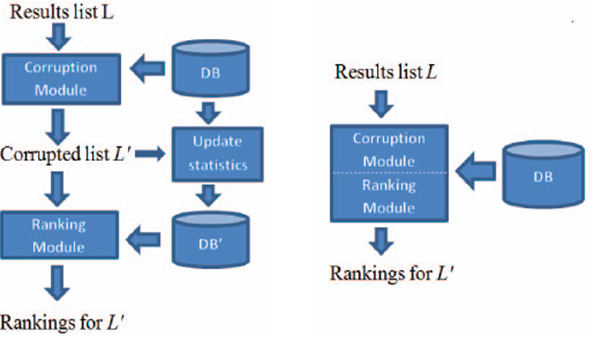 Results list L
Corruption
Module
DB
Corrupted list L'
Update
statistics
Ranking
Module
DB'
Rankings for L'
Results list L
Corruption
Module
Ranking
Module
DB
Rankings for L'